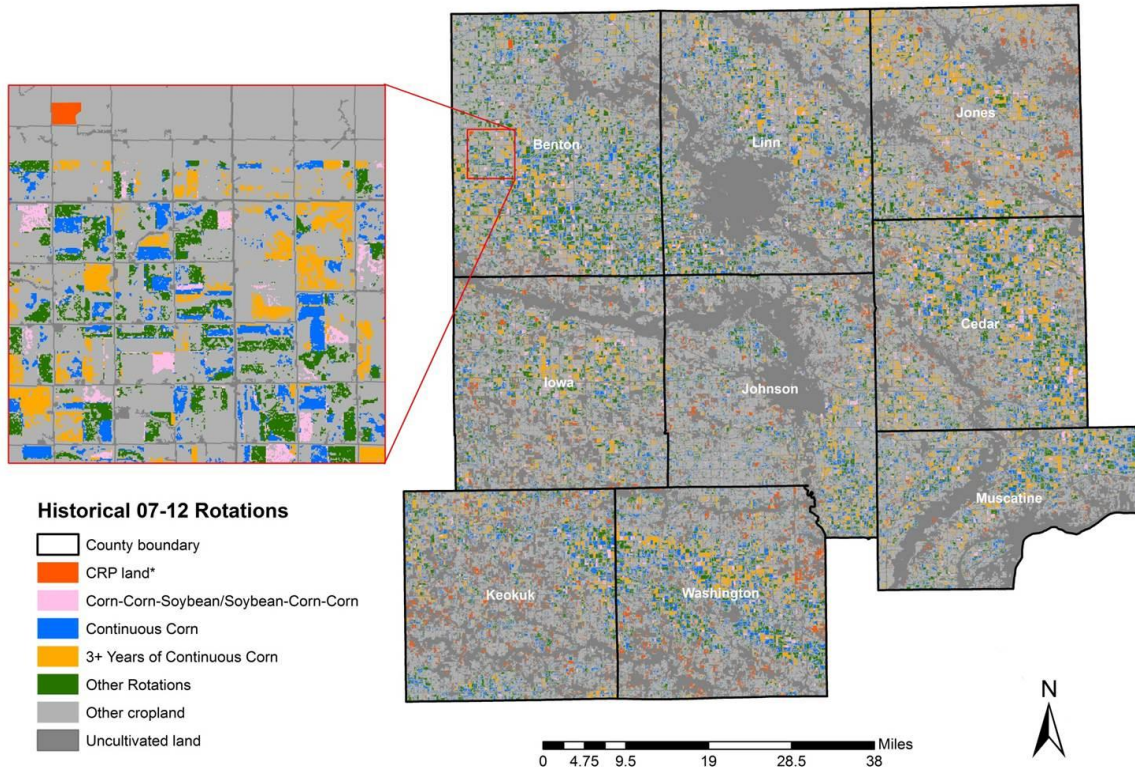 Benton
Linn
Jones
Cedar
Iowa
Johnson
Muscatine
Keokuk
Washington
Historical 07-12 Rotations
County boundary
CRP land*
Corn-Corn-Soybean/Soybean-Corn-Corn
Continuous Corn
3+ Years of Continuous Corn
Other Rotations
Other cropland
Uncultivated land
N
Miles
0 4.75 9.5 19 28.5 38